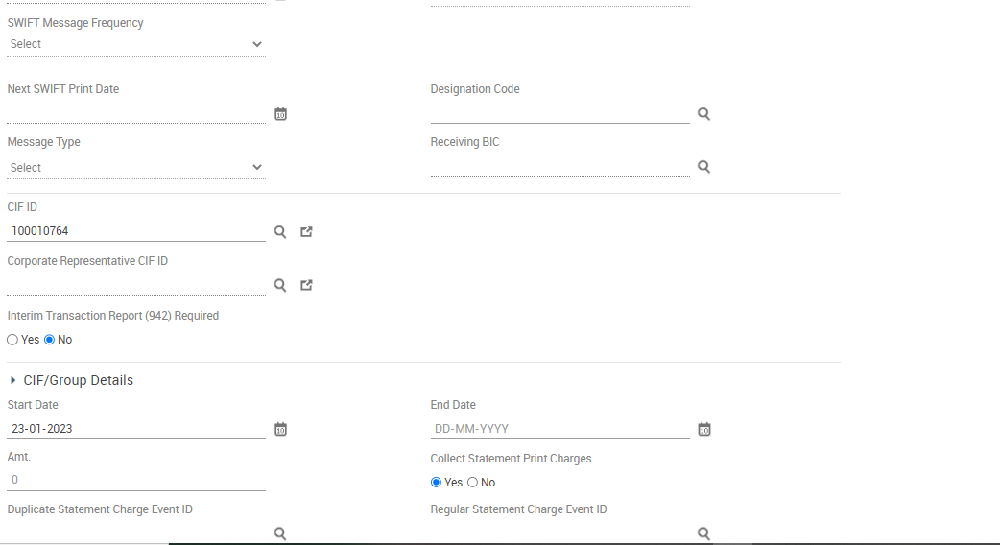 SWIFT Message Frequency
Select
Next SWIFT Print Date
Designation Code
Message Type
Receiving BIC
Select
CIF ID
100010764
Corporate Representative CIF ID
Interim Transaction Report (942) Required
Yes No
CIF/Group Details
Start Date
End Date
23-01-2023
DD-MM-YYYY
Amt.
Collect Statement Print Charges
0
Yes No
Duplicate Statement Charge Event ID
Regular Statement Charge Event ID